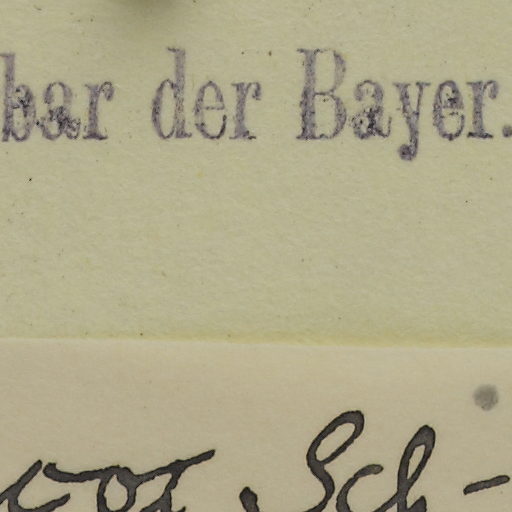 bar der Bayer.
Sch-